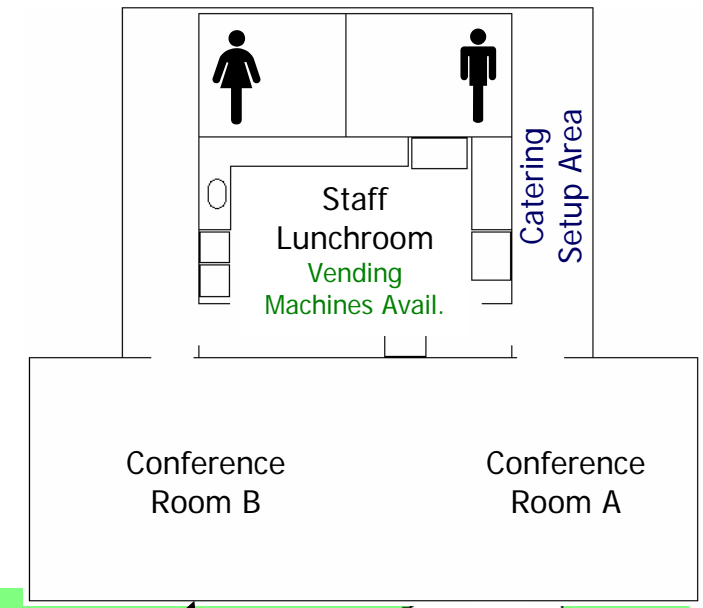 Catering
Setup Area
Staff
Lunchroom
Vending
Machines Avail.
Conference
Room B
Conference
Room A